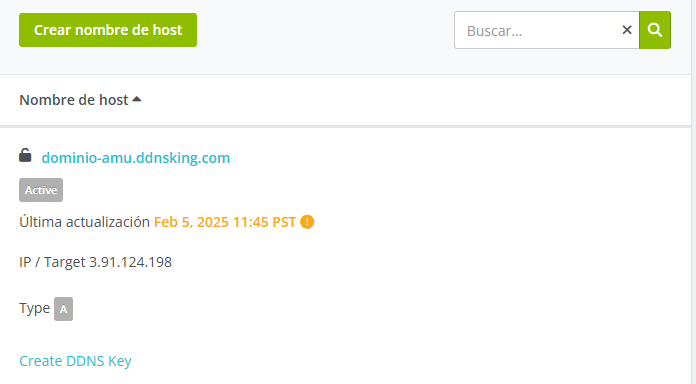 Crear nombre de host
Buscar...
Nombre de host
dominio-amu.ddnsking.com
Active
Última actualización Feb 5, 2025 11:45 PST
IP / Target 3.91.124.198
Type A
Create DDNS Key